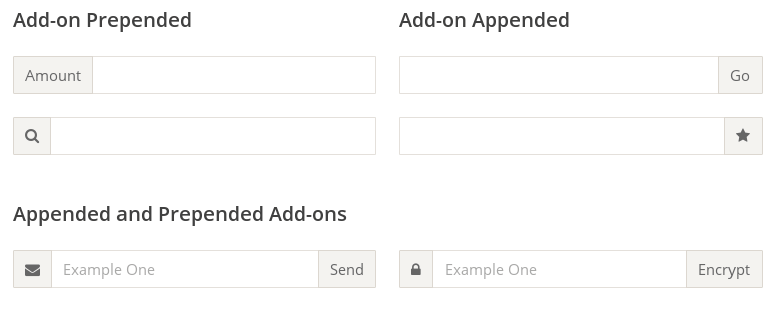 Add-on Prepended
Add-on Appended
Amount
Go
Appended and Prepended Add-ons
Example One
Send
Example One
Encrypt